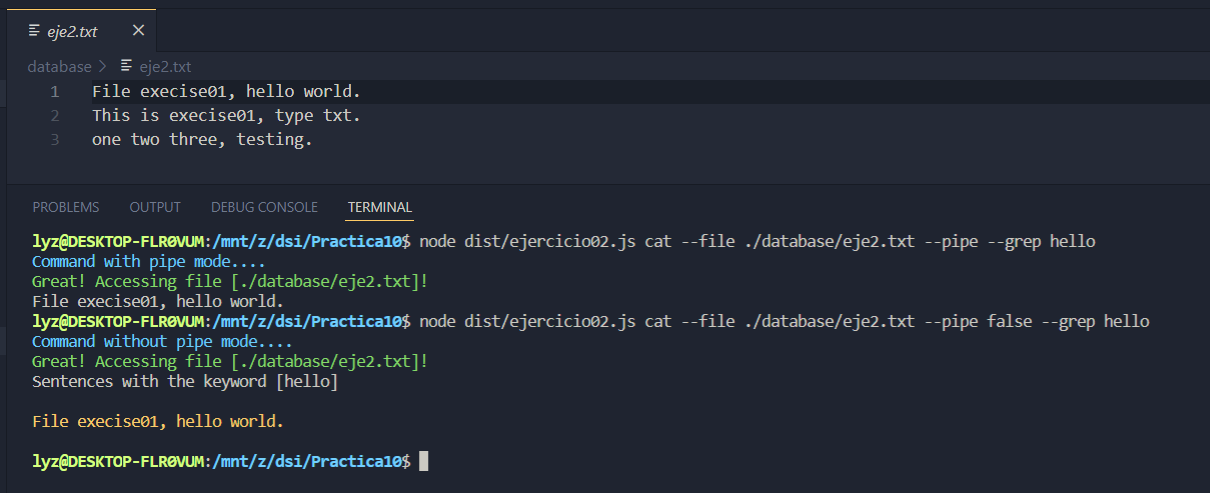 eje2.txt
database > eje2.txt
1 File execise01, hello world.
2 This is execise01, type txt.
3 one two three, testing.
PROBLEMS OUTPUT DEBUG CONSOLE TERMINAL
lyz@DESKTOP-FLR0VUM:/mnt/z/dsi/Practica10$ node dist/ejercicio02.js cat --file ./database/eje2.txt --pipe --grep hello
Command with pipe mode....
Great! Accessing file [./database/eje2.txt]!
File execise01, hello world.
lyz@DESKTOP-FLR0VUM:/mnt/z/dsi/Practica10$ node dist/ejercicio02.js cat --file ./database/eje2.txt --pipe false --grep hello
Command without pipe mode....
Great! Accessing file [./database/eje2.txt]!
Sentences with the keyword [hello]
File execise01, hello world.
lyz@DESKTOP-FLR0VUM:/mnt/z/dsi/Practica10$